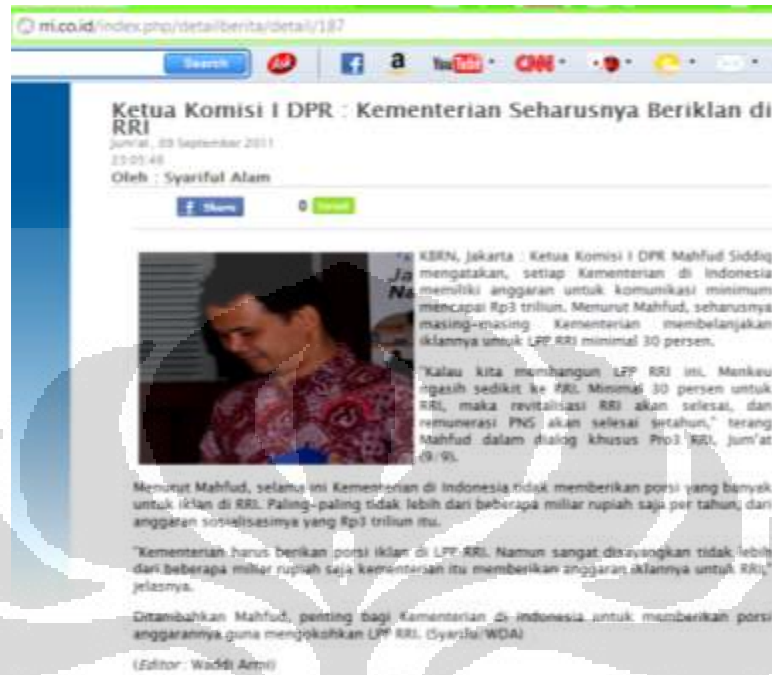 rri.co.id/index.php/detailberita/detail/187
Search Ask f a YouTube CNN
Ketua Komisi I DPR : Kementerian Seharusnya Beriklan di
RRI
Jum'at, 09 September 2011
23:05:48
Oleh : Syariful Alam
f Share 0
KBRN, Jakarta : Ketua Komisi I DPR Mahfud Siddiq
mengatakan, setiap Kementerian di Indonesia
memiliki anggaran untuk komunikasi minimum
mencapai Rp3 triliun. Menurut Mahfud, seharusnya
masing-masing Kementerian membelanjakan
iklannya untuk LPP RRI minimal 30 persen.
"Kalau kita membangun LPP RRI ini, Menkeu
ngasih sedikit ke RRI. Minimal 30 persen untuk
RRI, maka revitalisasi RRI akan selesai, dan
remunerasi PNS akan selesai setahun," terang
Mahfud dalam dialog khusus Pro3 RRI, Jum'at
(9/9).
Menurut Mahfud, selama ini Kementerian di Indonesia tidak memberikan porsi yang banyak
untuk iklan di RRI. Paling-paling tidak lebih dari beberapa miliar rupiah saja per tahun, dari
anggaran sosialisasinya yang Rp3 triliun itu.
"Kementerian harus berikan porsi iklan di LPP RRI. Namun sangat disayangkan tidak lebih
dari beberapa miliar rupiah saja kementerian itu memberikan anggaran iklannya untuk RRI,"
jelasnya.
Ditambahkan Mahfud, penting bagi Kementerian di Indonesia untuk memberikan porsi
anggarannya guna mengokohkan LPP RRI. (Syariful/WDA)
(Editor : Waddi Armi)